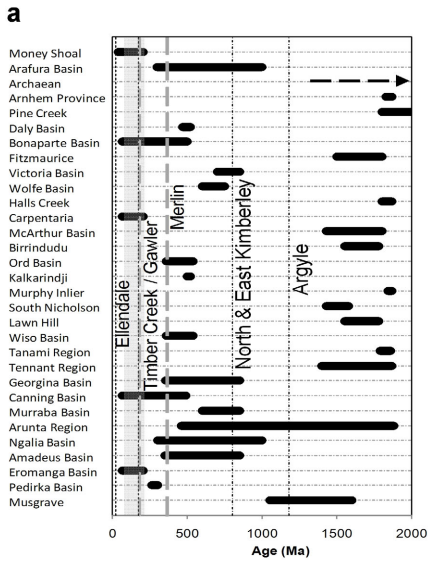 a
Money Shoal
Arafura Basin
Archaean
Arnhem Province
Pine Creek
Daly Basin
Bonaparte Basin
Fitzmaurice
Victoria Basin
Wolfe Basin
Halls Creek
Carpentaria
McArthur Basin
Birrindudu
Ord Basin
Kalkarindji
Murphy Inlier
South Nicholson
Lawn Hill
Wiso Basin
Tanami Region
Tennant Region
Georgina Basin
Canning Basin
Murraba Basin
Arunta Region
Ngalia Basin
Amadeus Basin
Eromanga Basin
Pedirka Basin
Musgrave
Ellendale
Timber Creek / Gawler
Merlin
North & East Kimberley
Argyle
0 500 1000 1500 2000
Age (Ma)